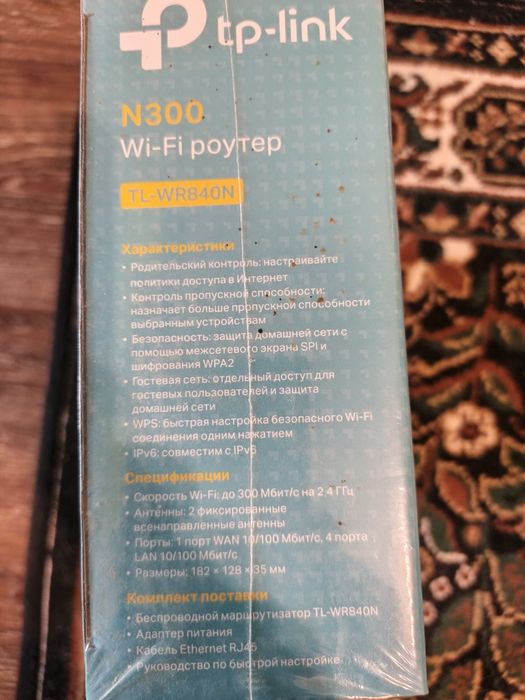 tp-link
N300
Wi-Fi роутер
TL-WR840N
Характеристики
• Родительский контроль: настраивайте
политики доступа в Интернет
• Контроль пропускной способности:
назначает больше пропускной способности
выбранным устройствам
• Безопасность: защита домашней сети с
помощью межсетевого экрана SPI и
шифрования WPA2
• Гостевая сеть: отдельный доступ для
гостевых пользователей и защита
домашней сети
• WPS: быстрая настройка безопасного Wi-Fi
соединения одним нажатием
• IPv6: совместим с IPv6
Спецификации
• Скорость Wi-Fi: до 300 Мбит/с на 2,4 ГГц
• Антенны: 2 фиксированные
всенаправленные антенны
• Порты: 1 порт WAN 10/100 Мбит/с, 4 порта
LAN 10/100 Мбит/с
• Размеры: 182 × 128 × 35 мм
Комплект поставки
• Беспроводной маршрутизатор TL-WR840N
• Адаптер питания
• Кабель Ethernet RJ45
• Руководство по быстрой настройке